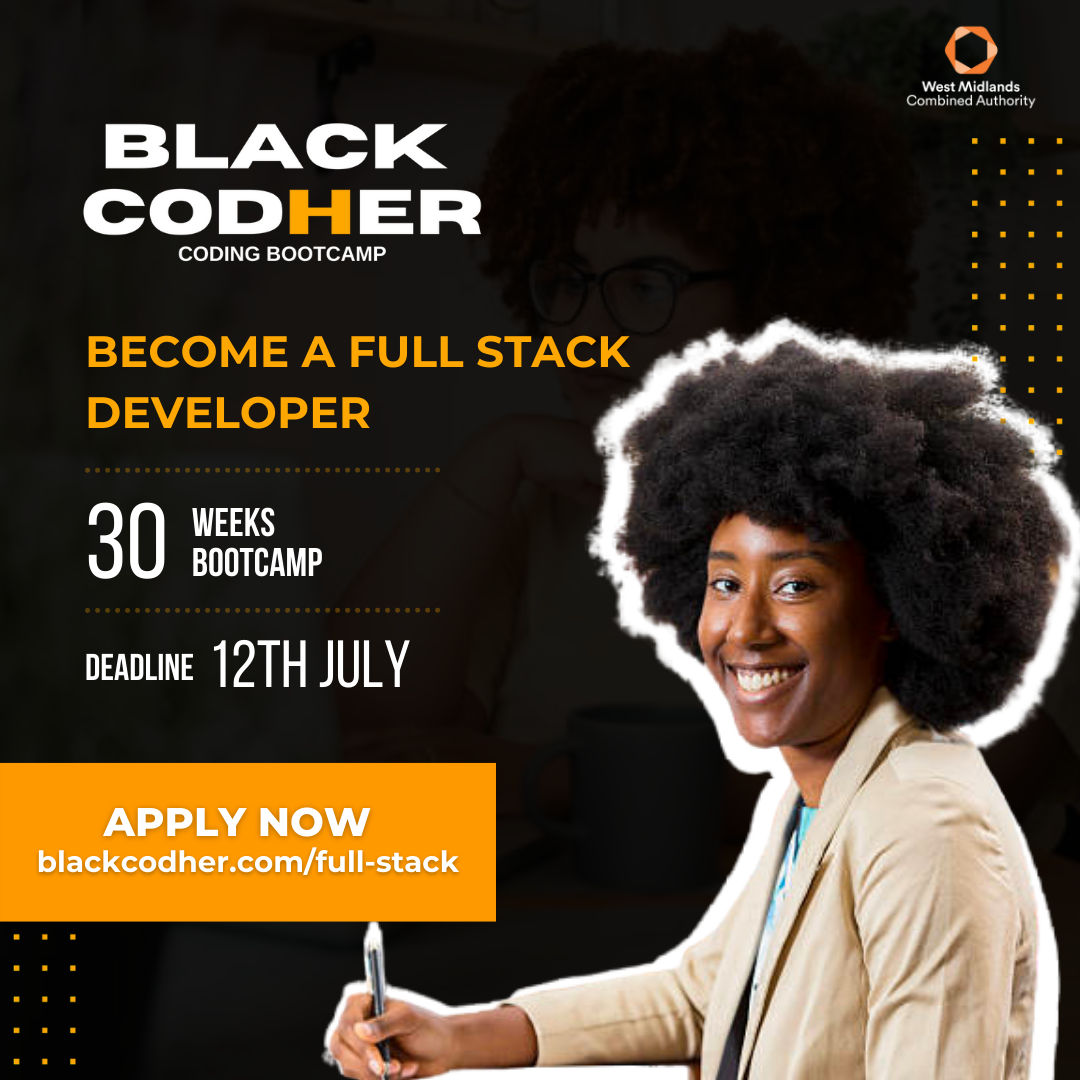 West Midlands
Combined Authority
BLACK
CODHER
CODING BOOTCAMP
BECOME A FULL STACK
DEVELOPER
30 WEEKS
BOOTCAMP
DEADLINE 12TH JULY
APPLY NOW
blackcodher.com/full-stack